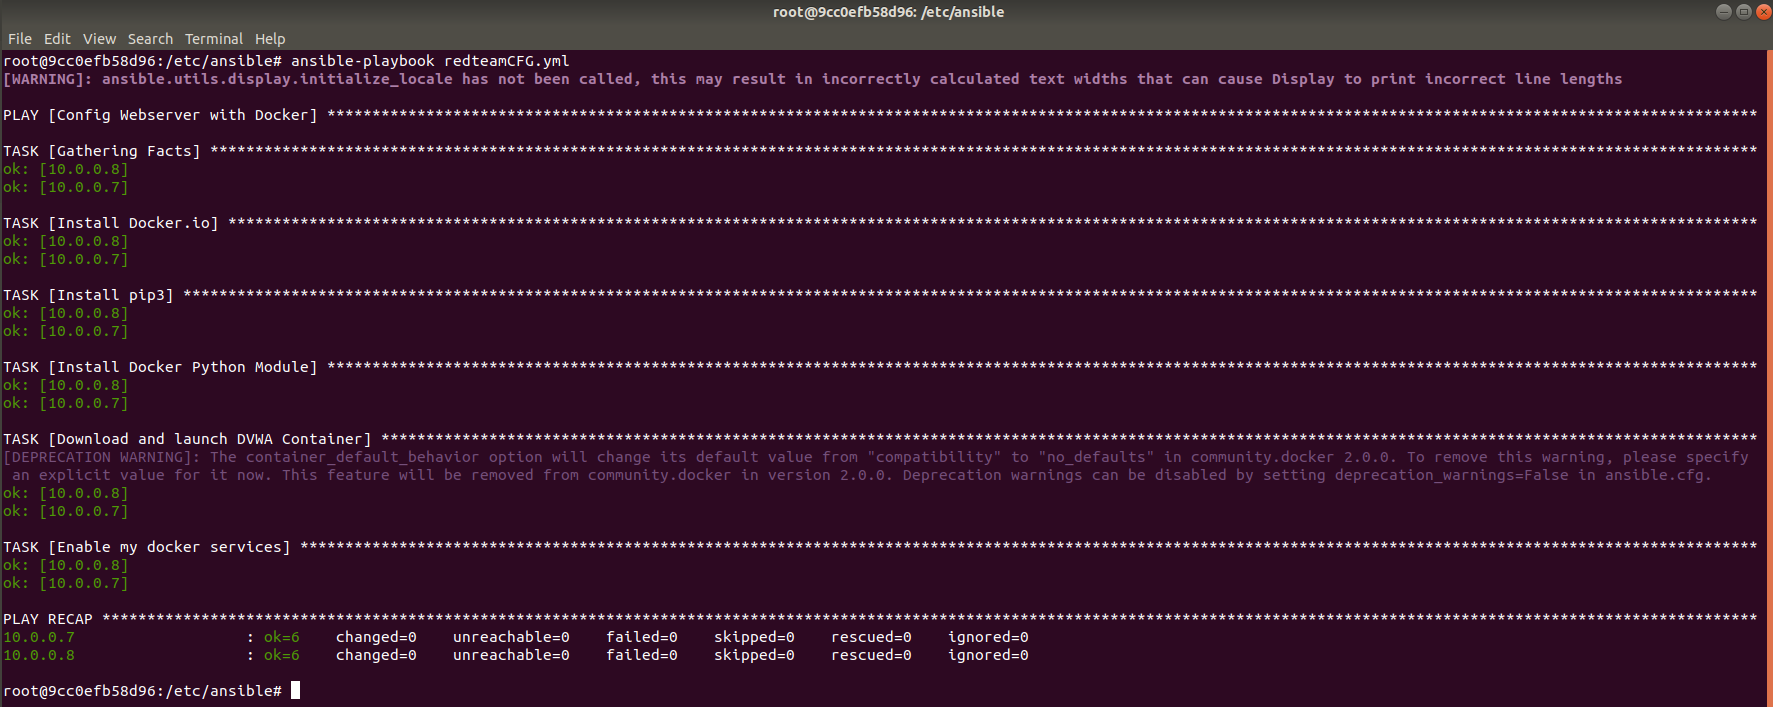 root@9cc0efb58d96: /etc/ansible
File Edit View Search Terminal Help
root@9cc0efb58d96:/etc/ansible# ansible-playbook redteamCFG.yml
[WARNING]: ansible.utils.display.initialize_locale has not been called, this may result in incorrectly calculated text widths that can cause Display to print incorrect line lengths
PLAY [Config Webserver with Docker] ***************************************************************************************************************************************************************
TASK [Gathering Facts] ****************************************************************************************************************************************************************************
ok: [10.0.0.8]
ok: [10.0.0.7]
TASK [Install Docker.io] **************************************************************************************************************************************************************************
ok: [10.0.0.8]
ok: [10.0.0.7]
TASK [Install pip3] *******************************************************************************************************************************************************************************
ok: [10.0.0.8]
ok: [10.0.0.7]
TASK [Install Docker Python Module] ***************************************************************************************************************************************************************
ok: [10.0.0.8]
ok: [10.0.0.7]
TASK [Download and launch DVWA Container] *********************************************************************************************************************************************************
[DEPRECATION WARNING]: The container_default_behavior option will change its default value from "compatibility" to "no_defaults" in community.docker 2.0.0. To remove this warning, please specify
an explicit value for it now. This feature will be removed from community.docker in version 2.0.0. Deprecation warnings can be disabled by setting deprecation_warnings=False in ansible.cfg.
ok: [10.0.0.8]
ok: [10.0.0.7]
TASK [Enable my docker services] ******************************************************************************************************************************************************************
ok: [10.0.0.8]
ok: [10.0.0.7]
PLAY RECAP ****************************************************************************************************************************************************************************************
10.0.0.7 : ok=6 changed=0 unreachable=0 failed=0 skipped=0 rescued=0 ignored=0
10.0.0.8 : ok=6 changed=0 unreachable=0 failed=0 skipped=0 rescued=0 ignored=0
root@9cc0efb58d96:/etc/ansible#